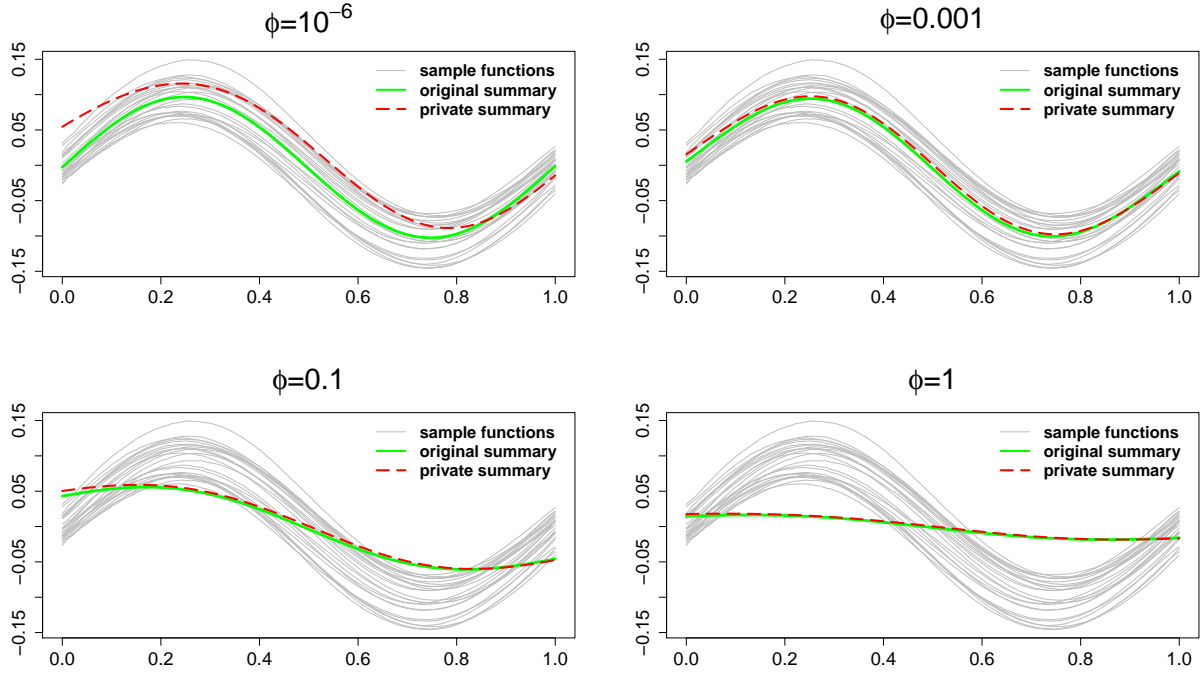 ϕ=10⁻⁶
0.15
0.05
−0.05
−0.15
sample functions
original summary
private summary
0.0 0.2 0.4 0.6 0.8 1.0
ϕ=0.001
0.15
0.05
−0.05
−0.15
sample functions
original summary
private summary
0.0 0.2 0.4 0.6 0.8 1.0
ϕ=0.1
0.15
0.05
−0.05
−0.15
sample functions
original summary
private summary
0.0 0.2 0.4 0.6 0.8 1.0
ϕ=1
0.15
0.05
−0.05
−0.15
sample functions
original summary
private summary
0.0 0.2 0.4 0.6 0.8 1.0